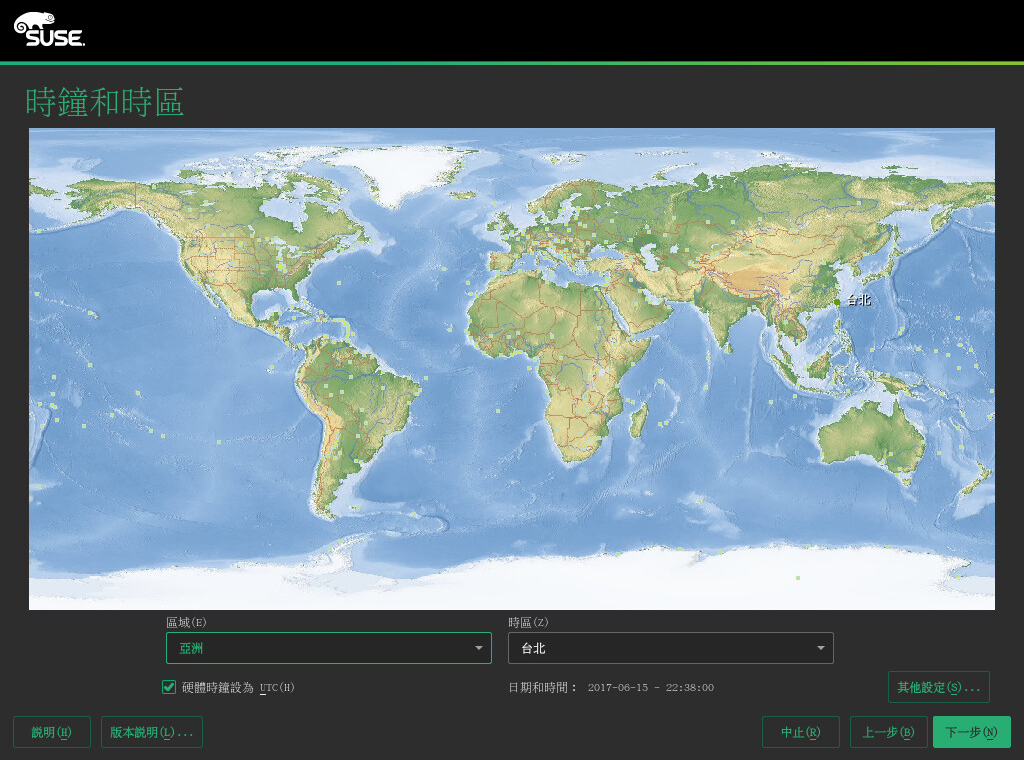 SUSE.
時鐘和時區
台北
區域(E)
時區(Z)
亞洲
台北
硬體時鐘設為 UTC(H)
日期和時間： 2017-06-15 - 22:38:00
其他設定(S)...
説明(H)
版本説明(L)...
中止(R)
上一步(B)
下一步(N)